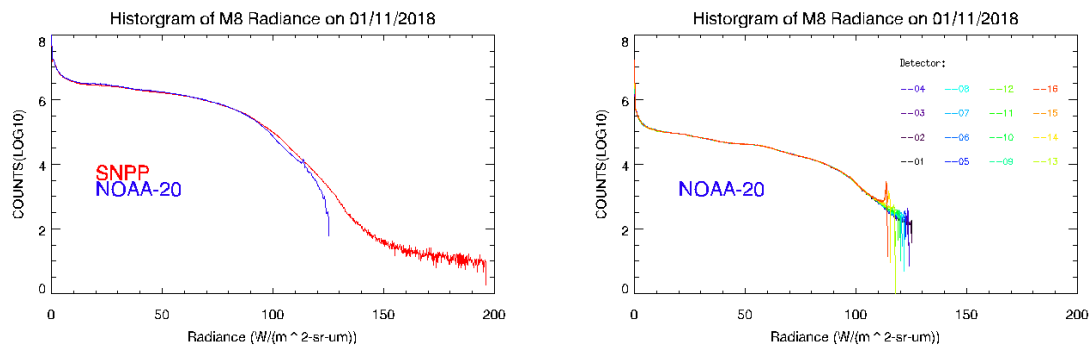 Historgram of M8 Radiance on 01/11/2018
8
6
4
2
0
COUNTS(LOG10)
SNPP
NOAA-20
0 50 100 150 200
Radiance (W/(m^2-sr-um))
Historgram of M8 Radiance on 01/11/2018
8
6
4
2
0
COUNTS(LOG10)
Detector:
--04 --08 --12 --16
--03 --07 --11 --15
--02 --06 --10 --14
--01 --05 --09 --13
NOAA-20
0 50 100 150 200
Radiance (W/(m^2-sr-um))